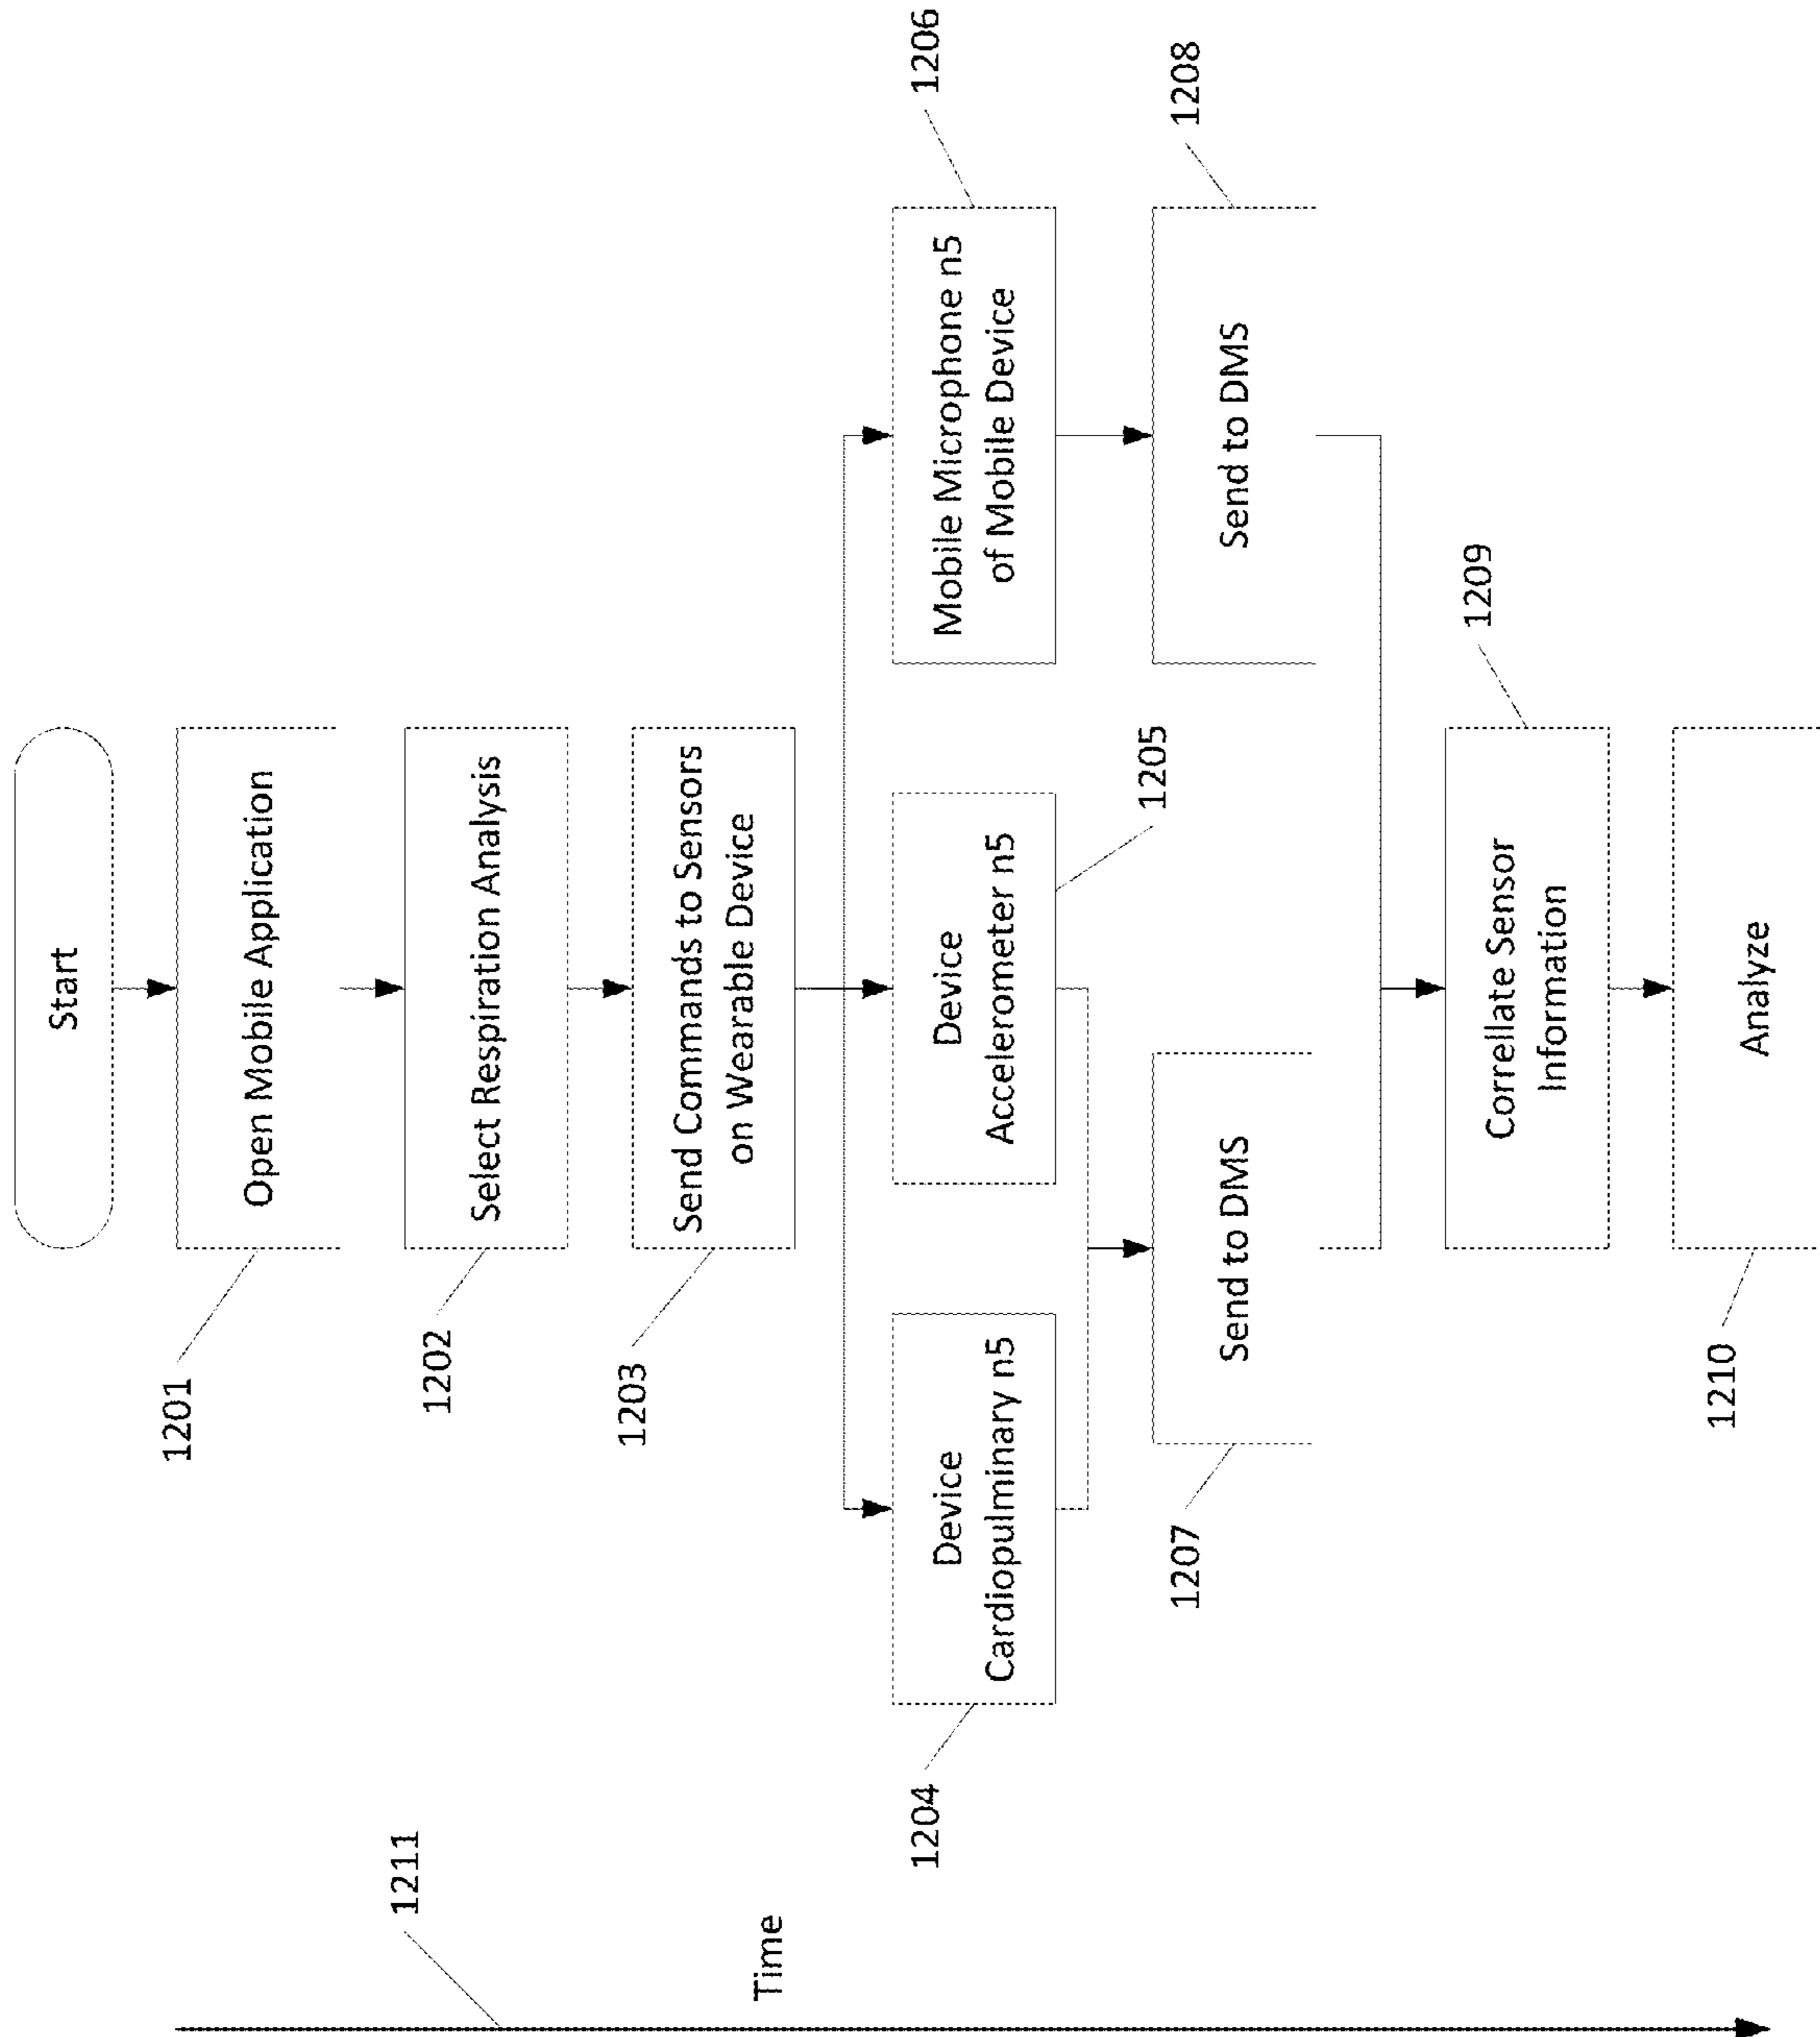 Start
Open Mobile Application
1201
Select Respiration Analysis
1202
Send Commands to Sensors
on Wearable Device
1203
Device
Cardiopulminary n5
1204
Device
Accelerometer n5
1205
Mobile Microphone n5
of Mobile Device
1206
Send to DMS
1207
Send to DMS
1208
Correllate Sensor
Information
1209
Analyze
1210
Time
1211